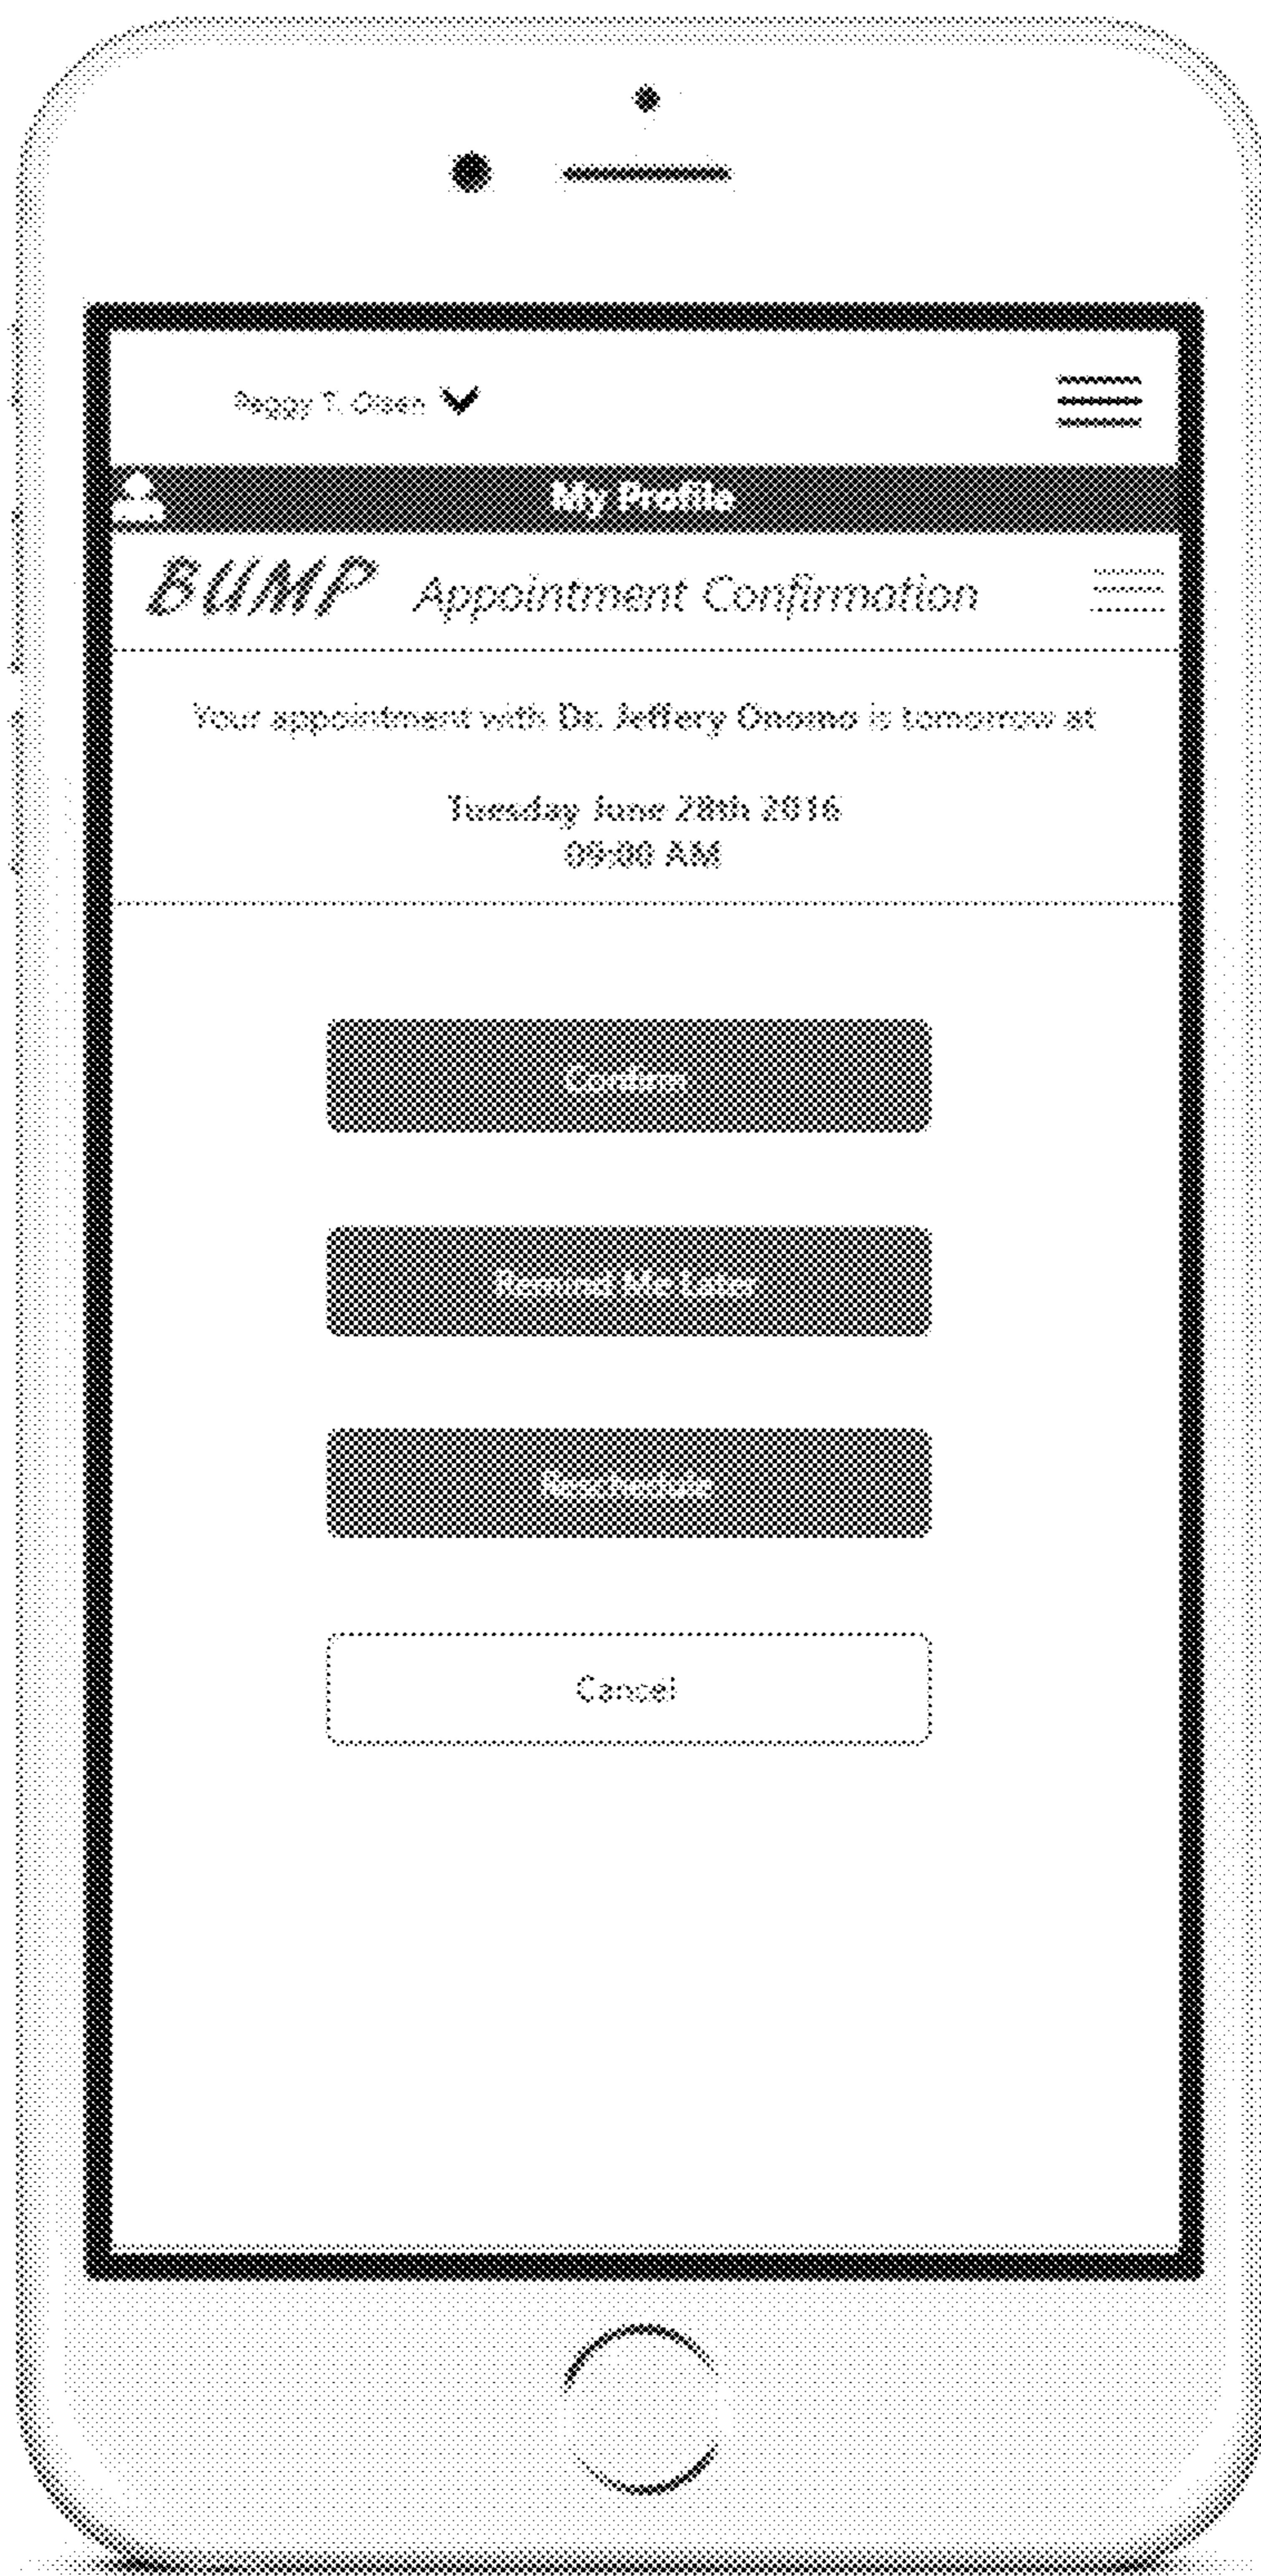 Peggy T. Olsen
My Profile
BUMP Appointment Confirmation
Your appointment with Dr. Jeffery Onomo is tomorrow at
Tuesday June 28th 2016
09:00 AM
Confirm
Remind Me Later
Reschedule
Cancel